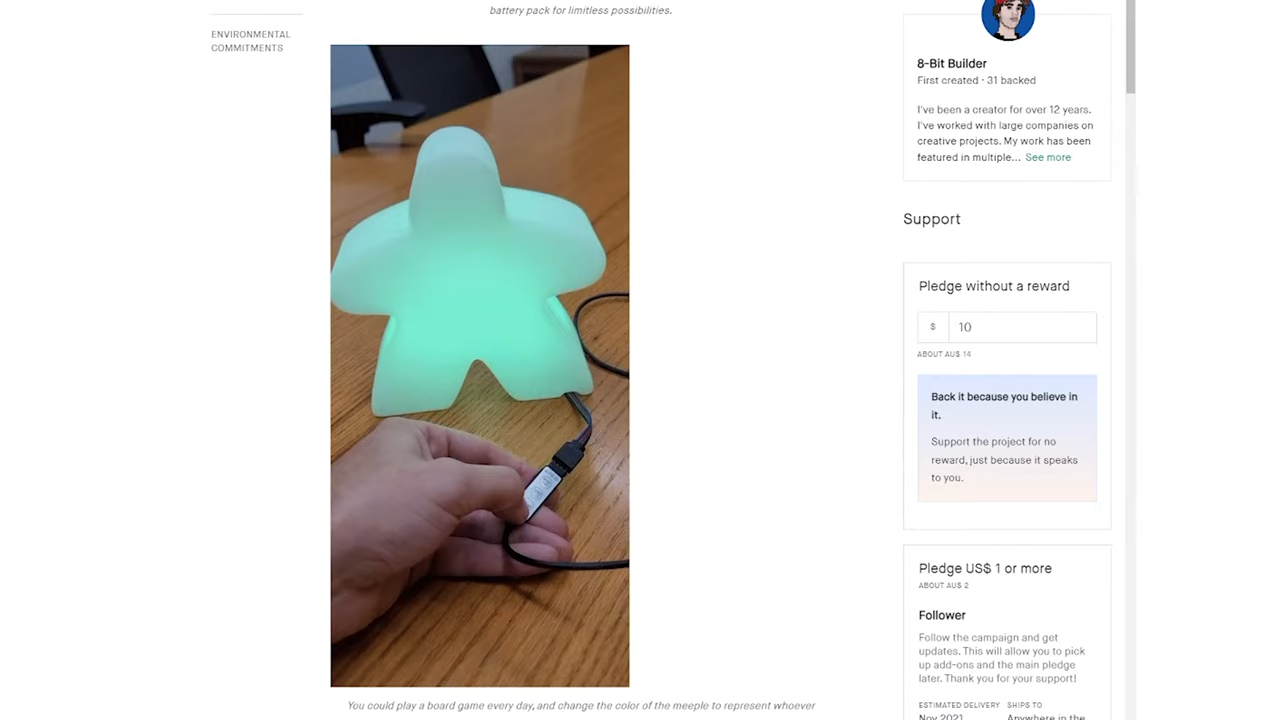 battery pack for limitless possibilities.
ENVIRONMENTAL
COMMITMENTS
8-Bit Builder
First created · 31 backed
I've been a creator for over 12 years.
I've worked with large companies on
creative projects. My work has been
featured in multiple... See more
Support
Pledge without a reward
$ 10
ABOUT AU$ 14
Back it because you believe in
it.
Support the project for no
reward, just because it speaks
to you.
Pledge US$ 1 or more
ABOUT AU$ 2
Follower
Follow the campaign and get
updates. This will allow you to pick
up add-ons and the main pledge
later. Thank you for your support!
ESTIMATED DELIVERY SHIPS TO
Nov 2021 Anywhere in the
You could play a board game every day, and change the color of the meeple to represent whoever